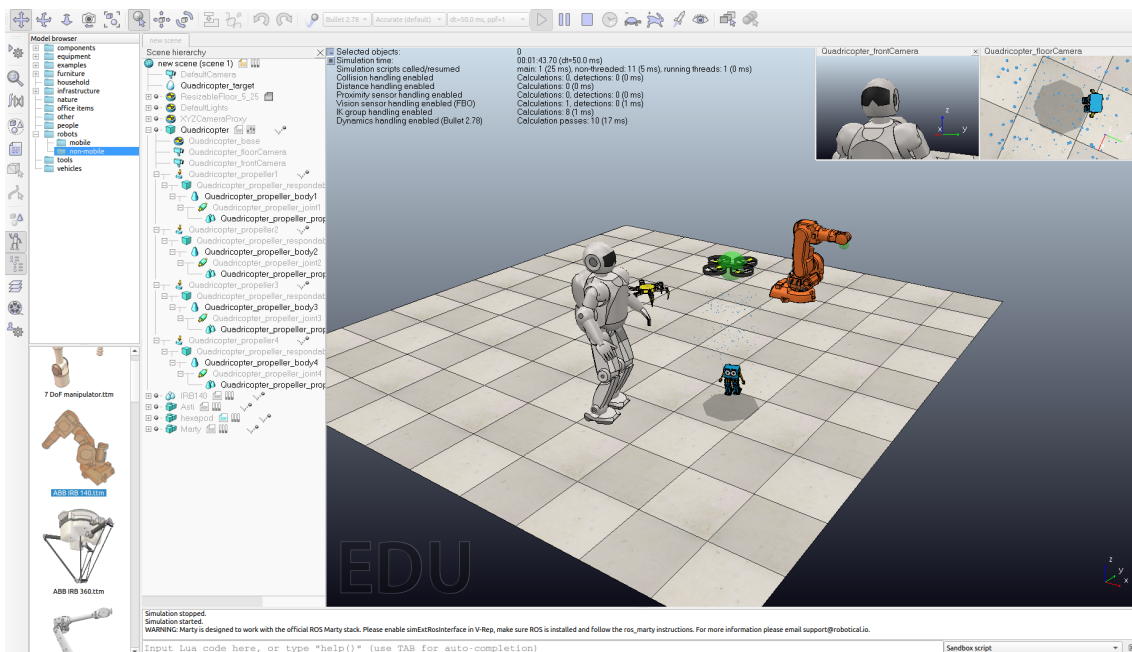 Bullet 2.78
Accurate (default)
dt=50.0 ms, ppf=1
Model browser
components
equipment
examples
furniture
household
infrastructure
nature
office items
other
people
robots
mobile
non-mobile
tools
vehicles
7 DoF manipulator.ttm
ABB IRB 140.ttm
ABB IRB 360.ttm
new scene
Scene hierarchy
new scene (scene 1)
DefaultCamera
Quadricopter_target
ResizableFloor_5_25
DefaultLights
XYZCameraProxy
Quadricopter
Quadricopter_base
Quadricopter_floorCamera
Quadricopter_frontCamera
Quadricopter_propeller1
Quadricopter_propeller_respondab
Quadricopter_propeller_body1
Quadricopter_propeller_joint1
Quadricopter_propeller_prop
Quadricopter_propeller2
Quadricopter_propeller_respondab
Quadricopter_propeller_body2
Quadricopter_propeller_joint2
Quadricopter_propeller_prop
Quadricopter_propeller3
Quadricopter_propeller_respondab
Quadricopter_propeller_body3
Quadricopter_propeller_joint3
Quadricopter_propeller_prop
Quadricopter_propeller4
Quadricopter_propeller_respondab
Quadricopter_propeller_body4
Quadricopter_propeller_joint4
Quadricopter_propeller_prop
IRB140
Asti
hexapod
Marty
Selected objects: 0
Simulation time: 00:01:43.70 (dt=50.0 ms)
Simulation scripts called/resumed main: 1 (25 ms), non-threaded: 11 (5 ms), running threads: 1 (0 ms)
Collision handling enabled Calculations: 0, detections: 0 (0 ms)
Distance handling enabled Calculations: 0 (0 ms)
Proximity sensor handling enabled Calculations: 0, detections: 0 (0 ms)
Vision sensor handling enabled (FBO) Calculations: 1, detections: 0 (1 ms)
IK group handling enabled Calculations: 8 (1 ms)
Dynamics handling enabled (Bullet 2.78) Calculation passes: 10 (17 ms)
Quadricopter_frontCamera
z
x y
Quadricopter_floorCamera
EDU
z
y
x
Simulation stopped.
Simulation started.
WARNING: Marty is designed to work with the official ROS Marty stack. Please enable simExtRosInterface in V-Rep, make sure ROS is installed and follow the ros_marty instructions. For more information please email support@robotical.io.
Input Lua code here, or type "help()" (use TAB for auto-completion)
Sandbox script